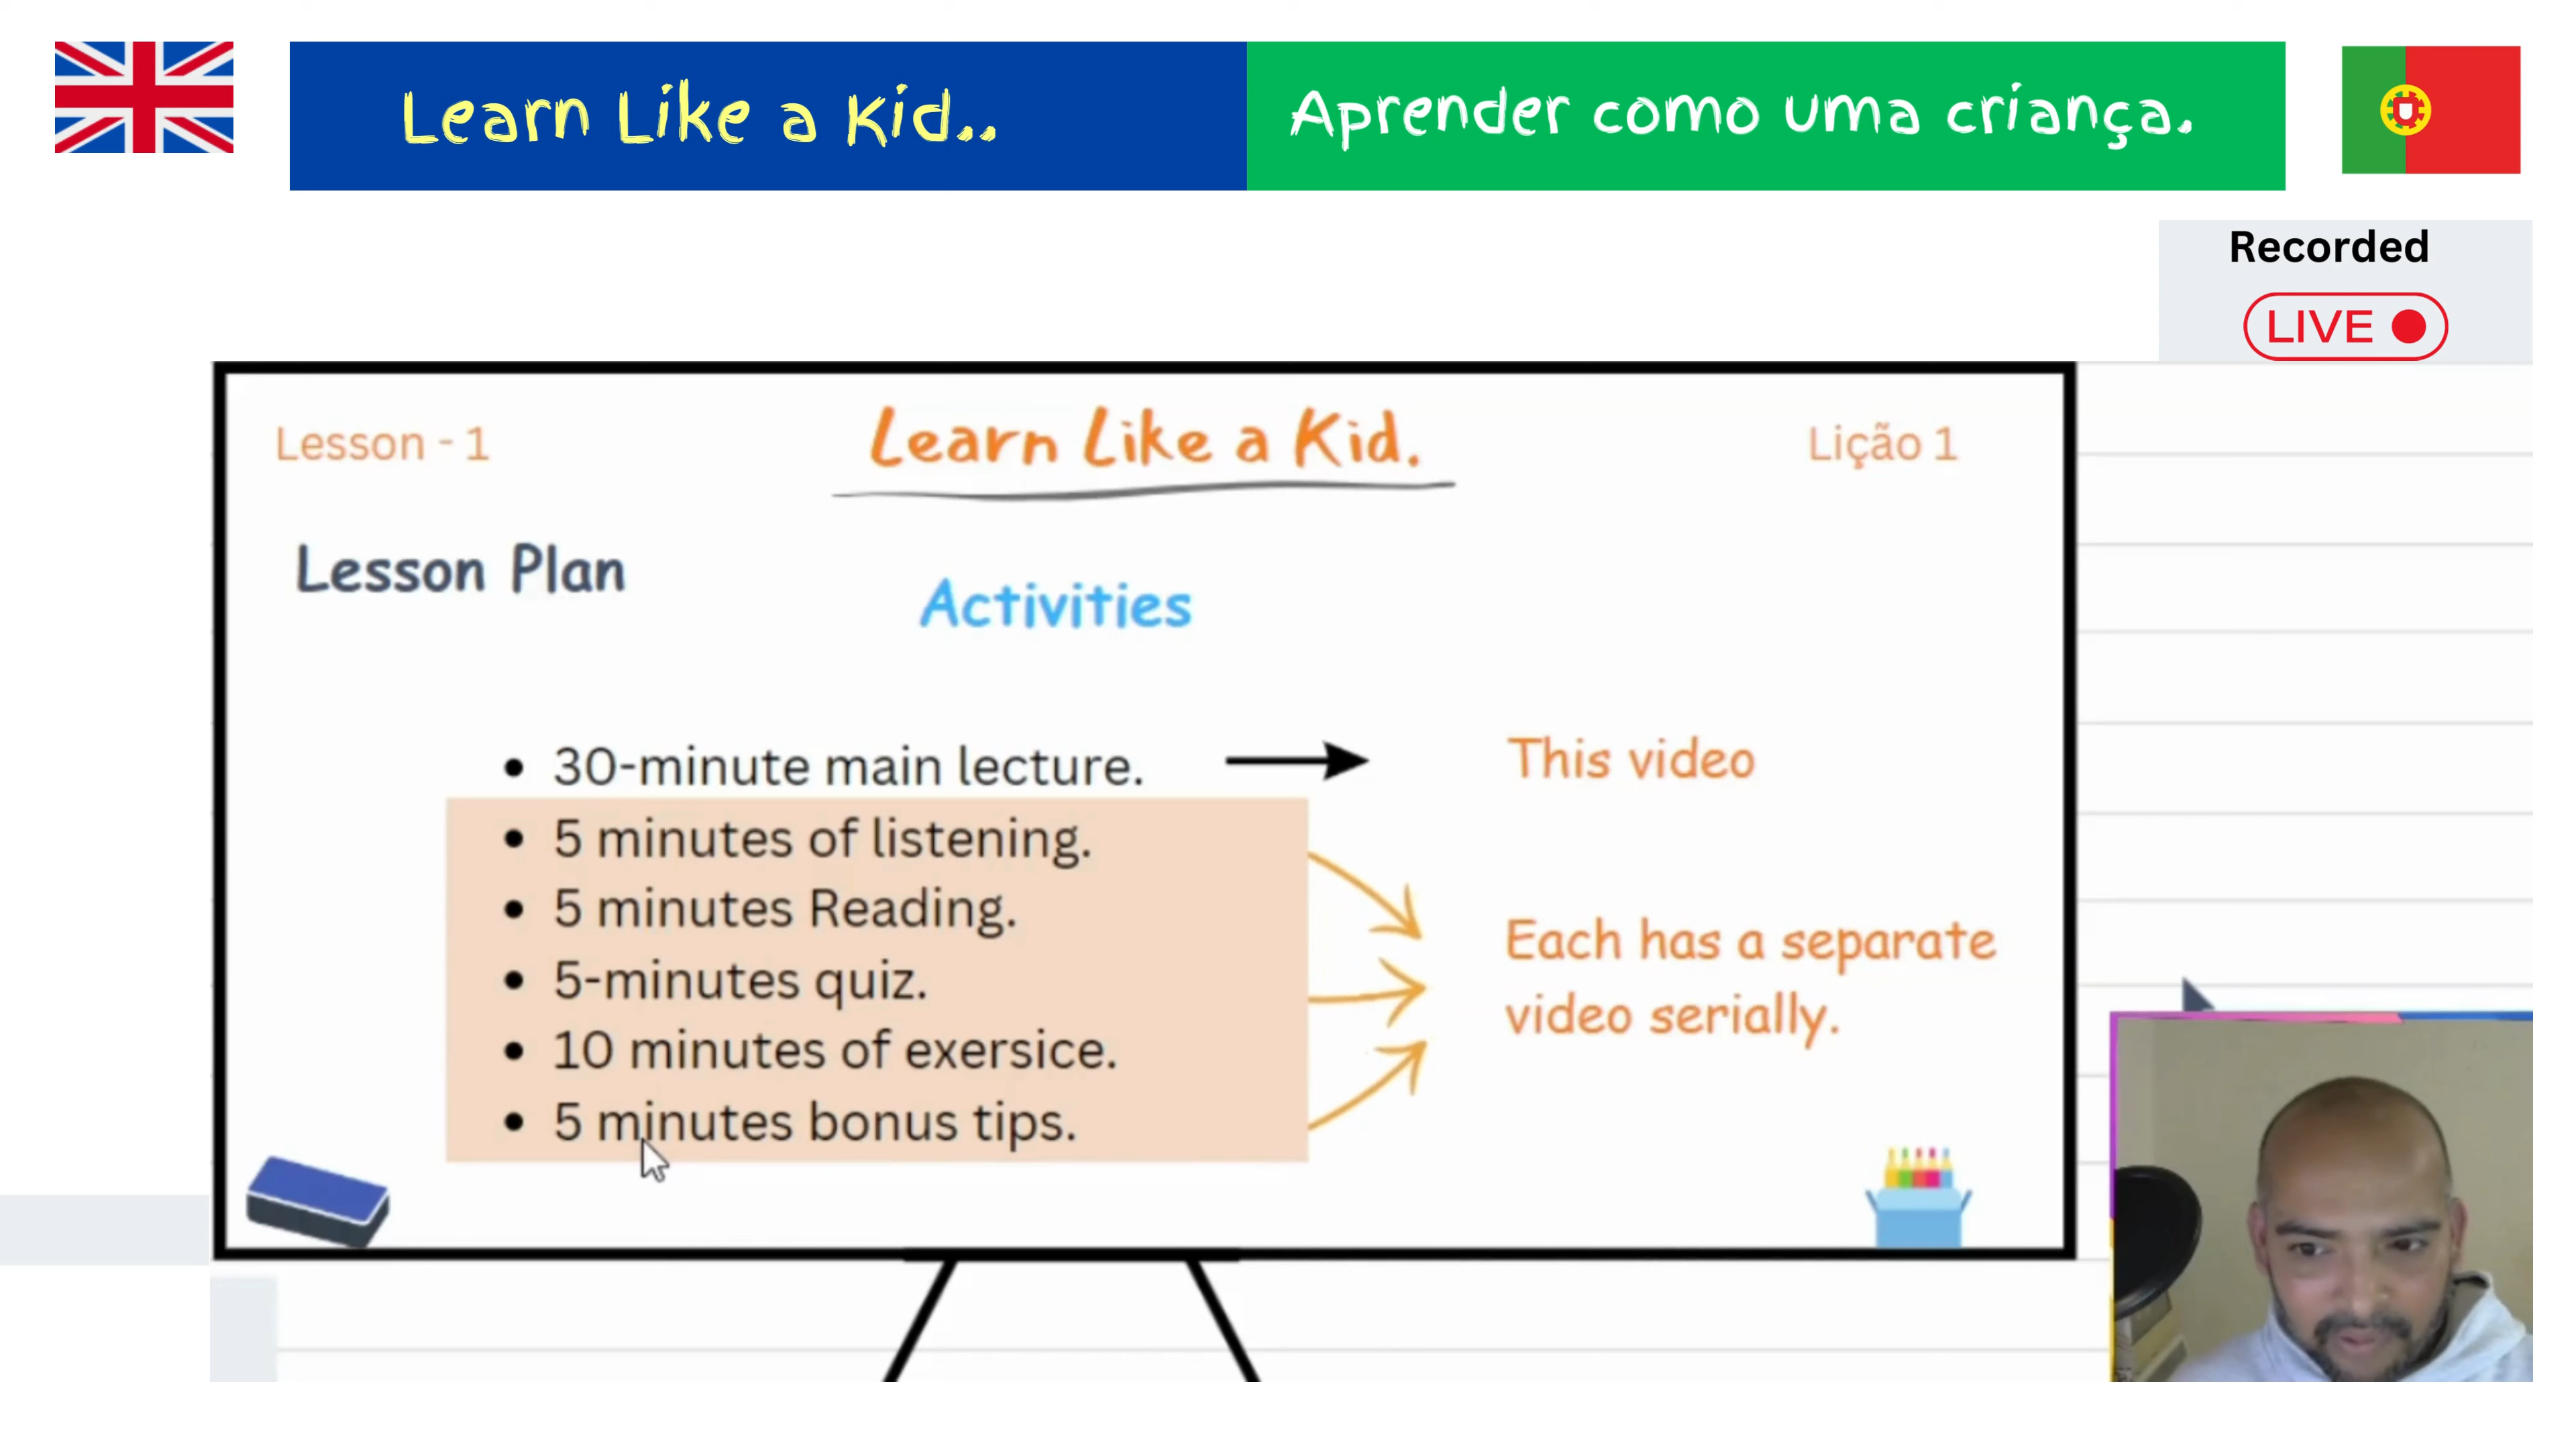 Learn Like a Kid..
Aprender como uma criança.
Recorded
LIVE
Lesson - 1
Learn Like a Kid.
Lição 1
Lesson Plan
Activities
• 30-minute main lecture.
This video
• 5 minutes of listening.
• 5 minutes Reading.
• 5-minutes quiz.
• 10 minutes of exersice.
• 5 minutes bonus tips.
Each has a separate
video serially.